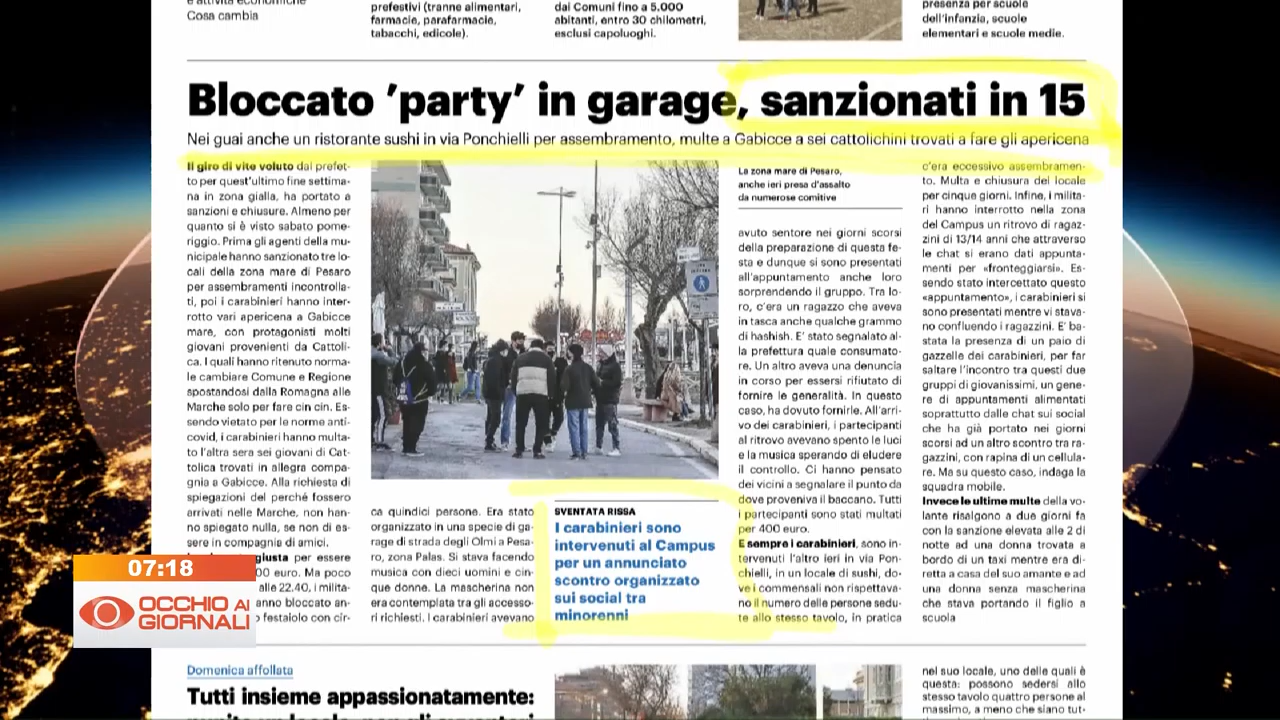 e attività economiche
Cosa cambia
prefestivi (tranne alimentari,
farmacie, parafarmacie,
tabacchi, edicole).
dai Comuni fino a 5.000
abitanti, entro 30 chilometri,
esclusi capoluoghi.
presenza per scuole
dell'infanzia, scuole
elementari e scuole medie.
Bloccato 'party' in garage, sanzionati in 15
Nei guai anche un ristorante sushi in via Ponchielli per assembramento, multe a Gabicce a sei cattolichini trovati a fare gli apericena
Il giro di vite voluto dal prefet-
to per quest'ultimo fine settima-
na in zona gialla, ha portato a
sanzioni e chiusure. Almeno per
quanto si è visto sabato pome-
riggio. Prima gli agenti della mu-
nicipale hanno sanzionato tre lo-
cali della zona mare di Pesaro
per assembramenti incontrolla-
ti, poi i carabinieri hanno inter-
rotto vari apericena a Gabicce
mare, con protagonisti molti
giovani provenienti da Cattoli-
ca. I quali hanno ritenuto norma-
le cambiare Comune e Regione
spostandosi dalla Romagna alle
Marche solo per fare cin cin. Es-
sendo vietato per le norme anti-
covid, i carabinieri hanno multa-
to l'altra sera sei giovani di Cat-
tolica trovati in allegra compa-
gnia a Gabicce. Alla richiesta di
spiegazioni del perché fossero
arrivati nelle Marche, non han-
no spiegato nulla, se non di es-
sere in compagnia di amici.
giusta per essere
00 euro. Ma poco
alle 22.40, i milita-
anno bloccato an-
festaiolo con cir-
ca quindici persone. Era stato
organizzato in una specie di ga-
rage di strada degli Olmi a Pesa-
ro, zona Palas. Si stava facendo
musica con dieci uomini e cin-
que donne. La mascherina non
era contemplata tra gli accesso-
ri richiesti. I carabinieri avevano
SVENTATA RISSA
I carabinieri sono
intervenuti al Campus
per un annunciato
scontro organizzato
sui social tra
minorenni
La zona mare di Pesaro,
anche ieri presa d'assalto
da numerose comitive
avuto sentore nei giorni scorsi
della preparazione di questa fe-
sta e dunque si sono presentati
all'appuntamento anche loro
sorprendendo il gruppo. Tra lo-
ro, c'era un ragazzo che aveva
in tasca anche qualche grammo
di hashish. E' stato segnalato al-
la prefettura quale consumato-
re. Un altro aveva una denuncia
in corso per essersi rifiutato di
fornire le generalità. In questo
caso, ha dovuto fornirle. All'arri-
vo dei carabinieri, i partecipanti
al ritrovo avevano spento le luci
e la musica sperando di eludere
il controllo. Ci hanno pensato
dei vicini a segnalare il punto da
dove proveniva il baccano. Tutti
i partecipanti sono stati multati
per 400 euro.
E sempre i carabinieri, sono in-
tervenuti l'altro ieri in via Pon-
chielli, in un locale di sushi, do-
ve i commensali non rispettava-
no il numero delle persone sedu-
te allo stesso tavolo, in pratica
c'era eccessivo assembramen-
to. Multa e chiusura del locale
per cinque giorni. Infine, i milita-
ri hanno interrotto nella zona
del Campus un ritrovo di ragaz-
zini di 13/14 anni che attraverso
le chat si erano dati appunta-
menti per «fronteggiarsi». Es-
sendo stato intercettato questo
«appuntamento», i carabinieri si
sono presentati mentre vi stava-
no confluendo i ragazzini. E' ba-
stata la presenza di un paio di
gazzelle dei carabinieri, per far
saltare l'incontro tra questi due
gruppi di giovanissimi, un gene-
re di appuntamenti alimentati
soprattutto dalle chat sui social
che ha già portato nei giorni
scorsi ad un altro scontro tra ra-
gazzini, con rapina di un cellula-
re. Ma su questo caso, indaga la
squadra mobile.
Invece le ultime multe della vo-
lante risalgono a due giorni fa
con la sanzione elevata alle 2 di
notte ad una donna trovata a
bordo di un taxi mentre era di-
retta a casa del suo amante e ad
una donna senza mascherina
che stava portando il figlio a
scuola
07:18
OCCHIO AI
GIORNALI
Domenica affollata
Tutti insieme appassionatamente:
nel suo locale, uno delle quali è
questa: possono sedersi allo
stesso tavolo quattro persone al
massimo, a meno che siano tut-